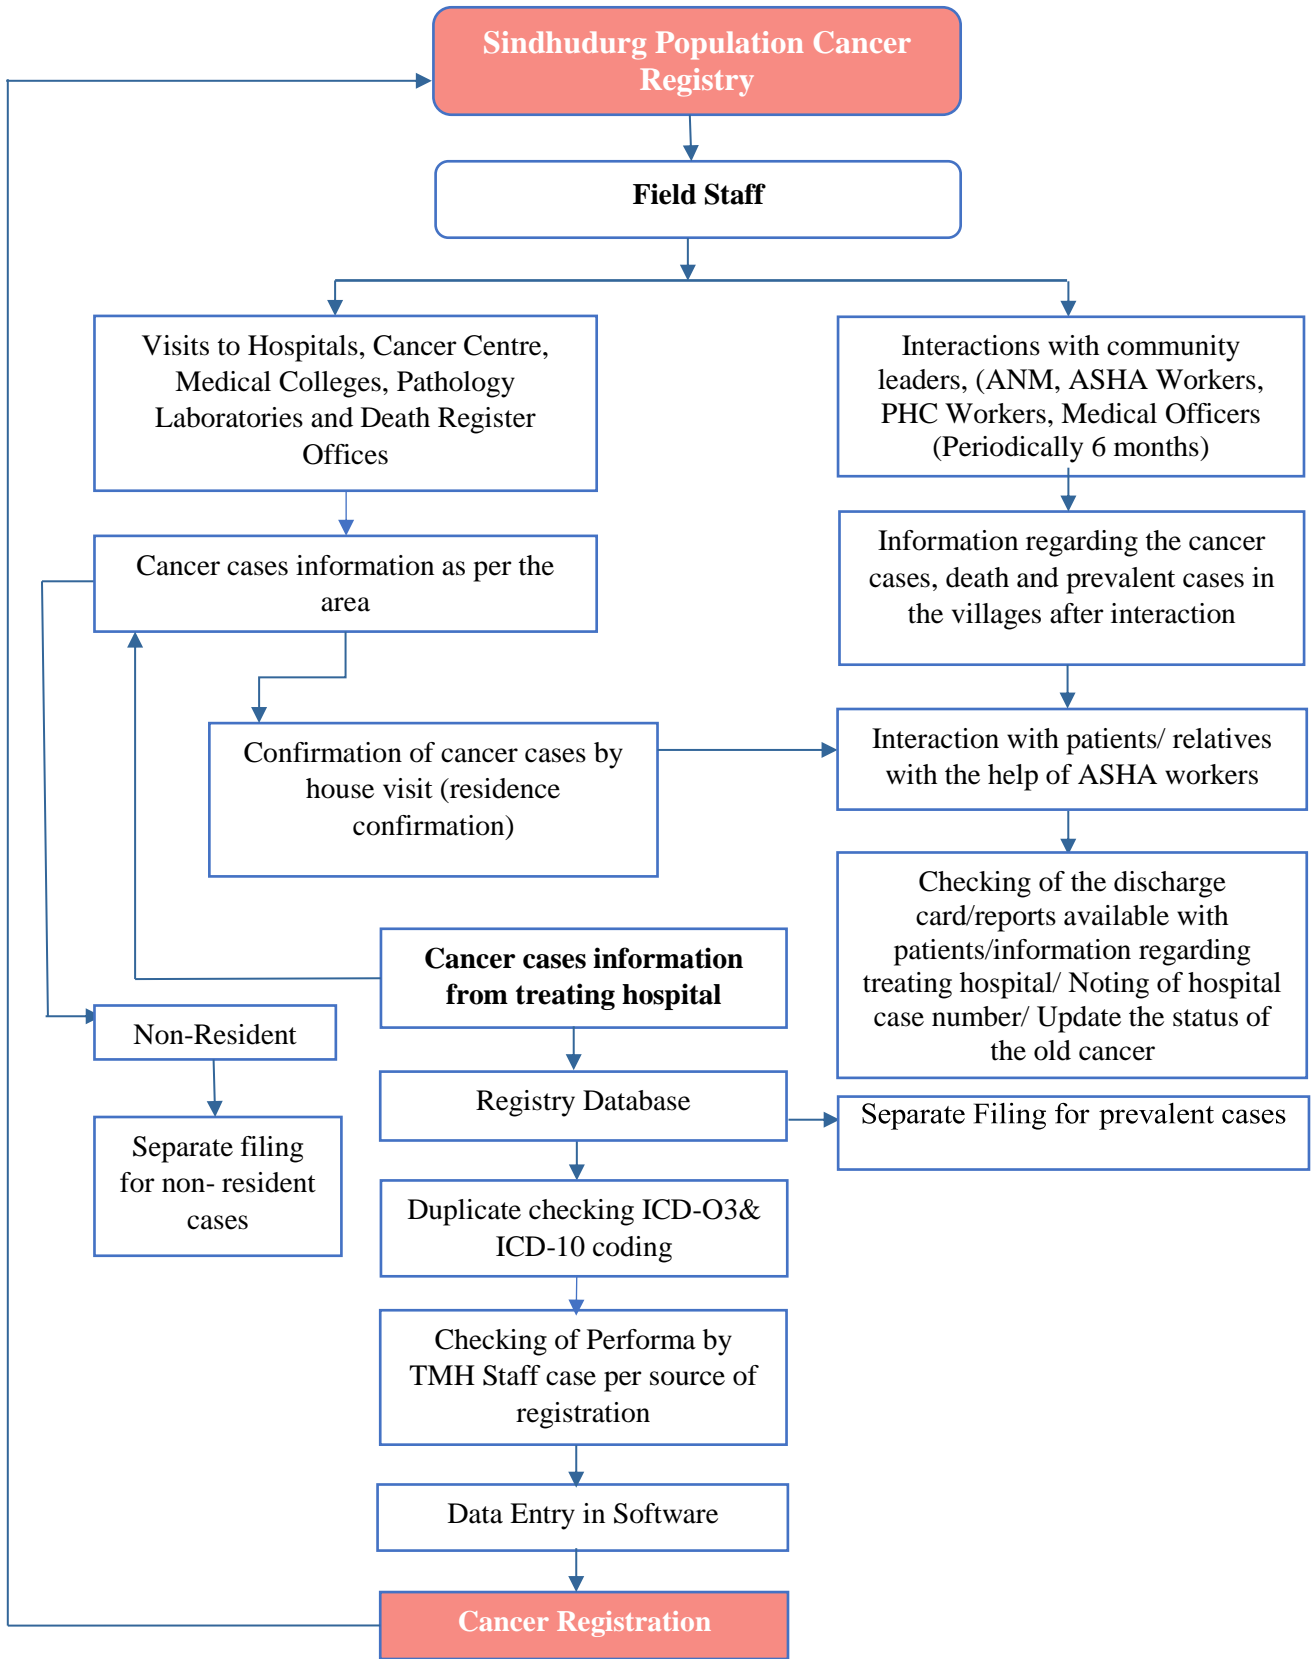 Sindhudurg Population Cancer
Registry
Field Staff
Visits to Hospitals, Cancer Centre,
Medical Colleges, Pathology
Laboratories and Death Register
Offices
Interactions with community
leaders, (ANM, ASHA Workers,
PHC Workers, Medical Officers
(Periodically 6 months)
Cancer cases information as per the
area
Information regarding the cancer
cases, death and prevalent cases in
the villages after interaction
Confirmation of cancer cases by
house visit (residence
confirmation)
Interaction with patients/ relatives
with the help of ASHA workers
Checking of the discharge
card/reports available with
patients/information regarding
treating hospital/ Noting of hospital
case number/ Update the status of
the old cancer
Cancer cases information
from treating hospital
Non-Resident
Registry Database
Separate Filing for prevalent cases
Separate filing
for non- resident
cases
Duplicate checking ICD-O3&
ICD-10 coding
Checking of Performa by
TMH Staff case per source of
registration
Data Entry in Software
Cancer Registration